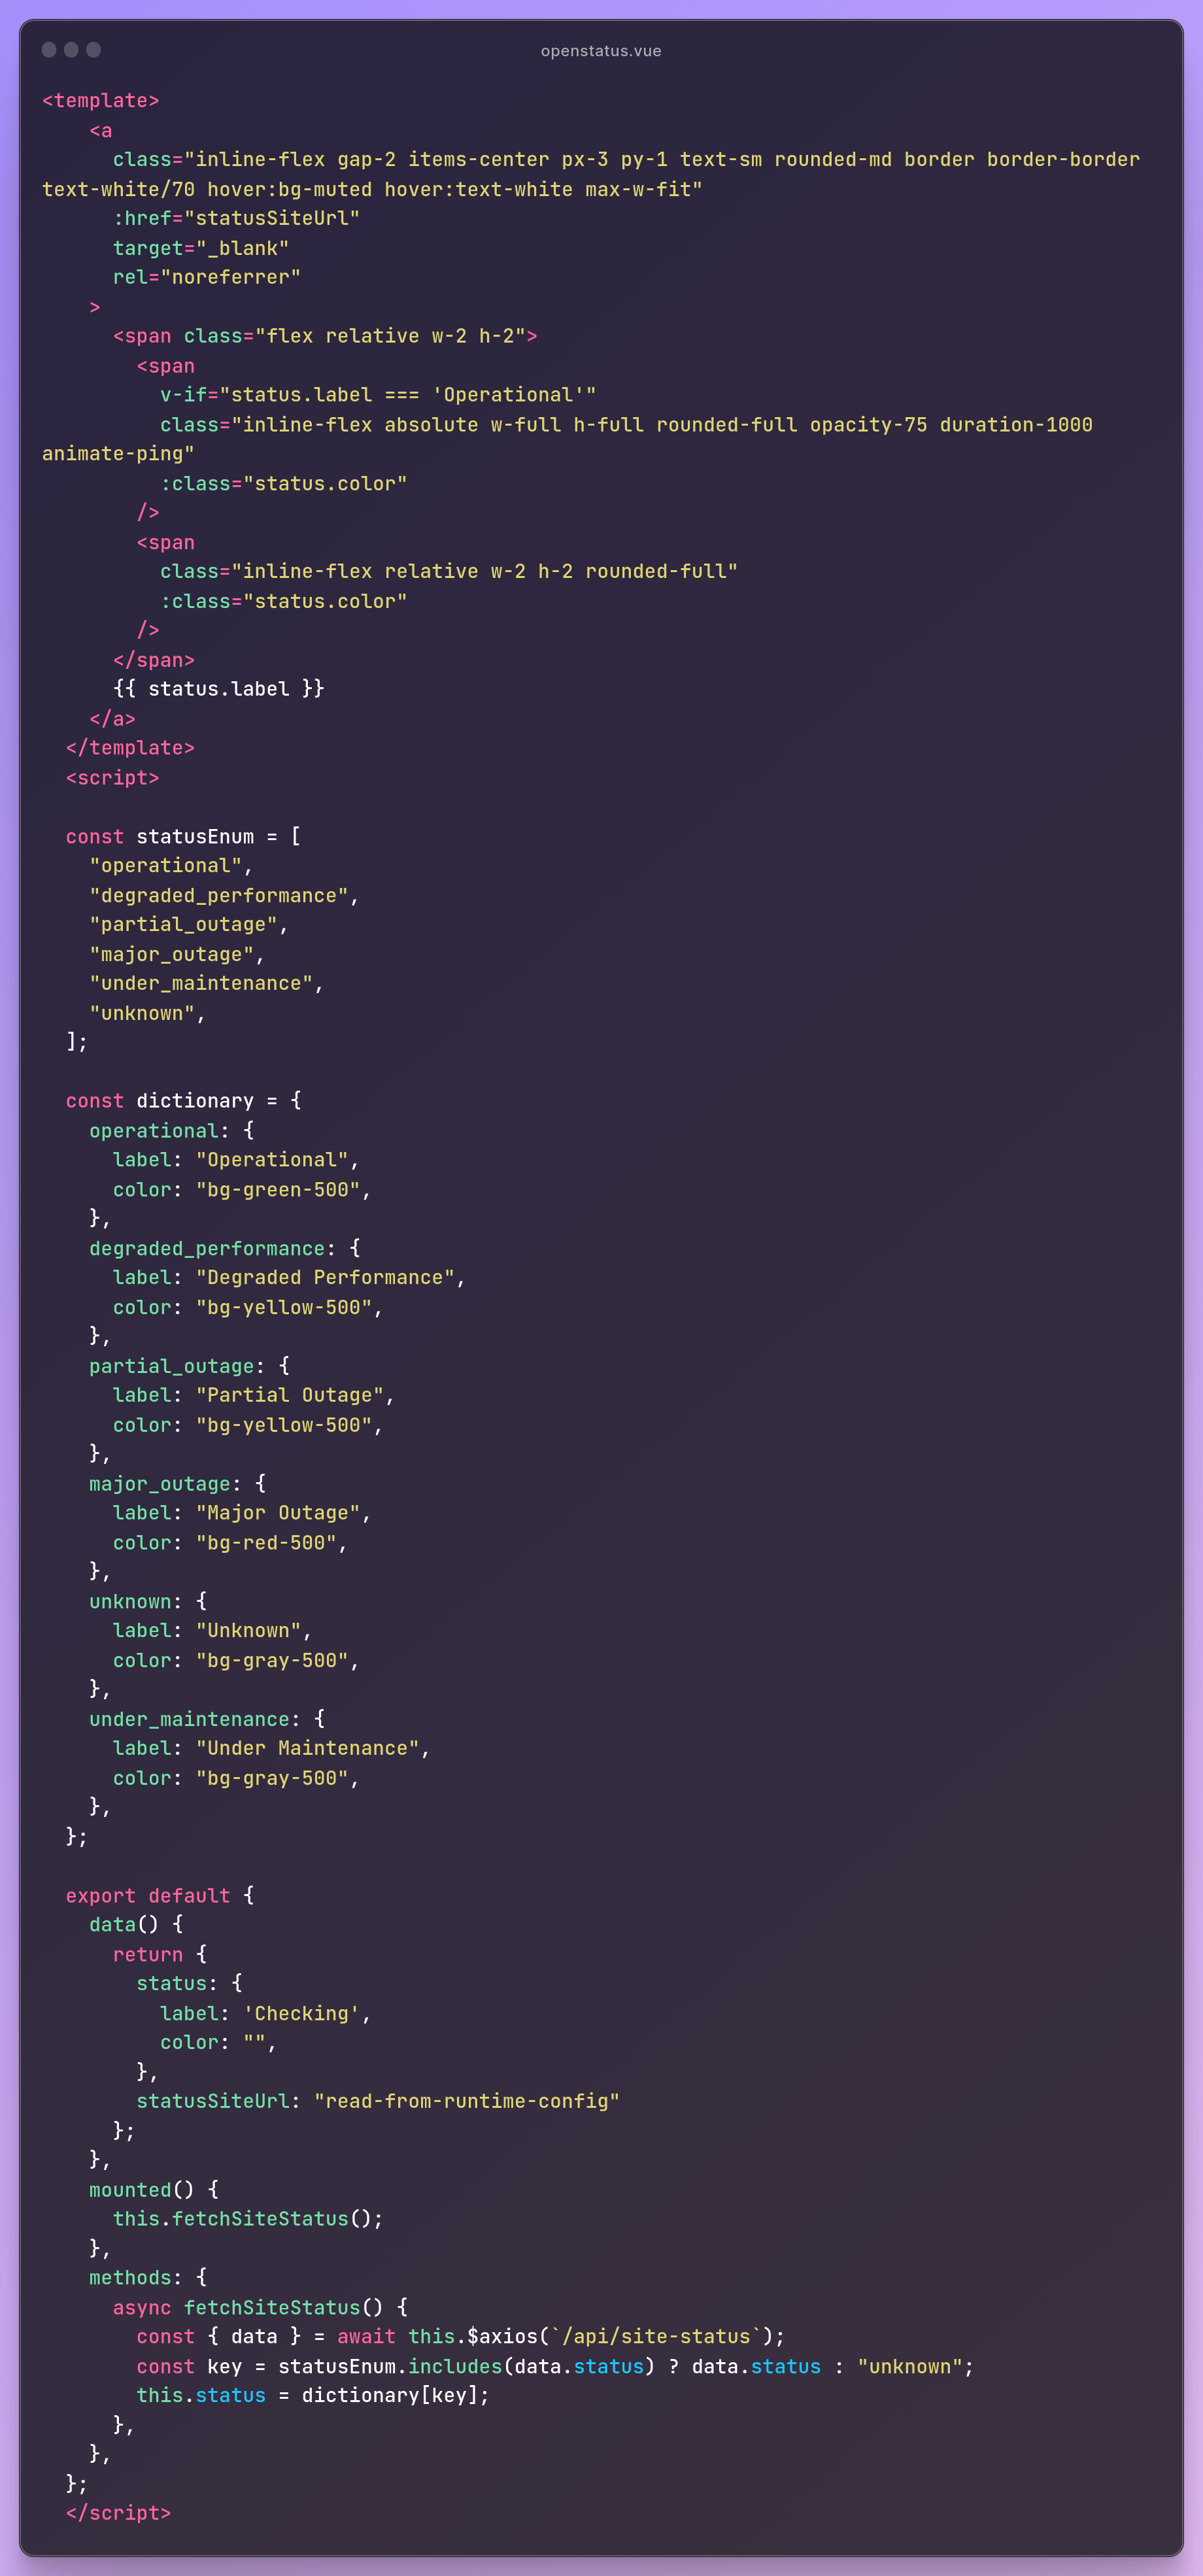 openstatus.vue
<template>
    <a
      class="inline-flex gap-2 items-center px-3 py-1 text-sm rounded-md border border-border
text-white/70 hover:bg-muted hover:text-white max-w-fit"
      :href="statusSiteUrl"
      target="_blank"
      rel="noreferrer"
    >
      <span class="flex relative w-2 h-2">
        <span
          v-if="status.label === 'Operational'"
          class="inline-flex absolute w-full h-full rounded-full opacity-75 duration-1000
animate-ping"
          :class="status.color"
        />
        <span
          class="inline-flex relative w-2 h-2 rounded-full"
          :class="status.color"
        />
      </span>
      {{ status.label }}
    </a>
  </template>
  <script>

  const statusEnum = [
    "operational",
    "degraded_performance",
    "partial_outage",
    "major_outage",
    "under_maintenance",
    "unknown",
  ];

  const dictionary = {
    operational: {
      label: "Operational",
      color: "bg-green-500",
    },
    degraded_performance: {
      label: "Degraded Performance",
      color: "bg-yellow-500",
    },
    partial_outage: {
      label: "Partial Outage",
      color: "bg-yellow-500",
    },
    major_outage: {
      label: "Major Outage",
      color: "bg-red-500",
    },
    unknown: {
      label: "Unknown",
      color: "bg-gray-500",
    },
    under_maintenance: {
      label: "Under Maintenance",
      color: "bg-gray-500",
    },
  };

  export default {
    data() {
      return {
        status: {
          label: 'Checking',
          color: "",
        },
        statusSiteUrl: "read-from-runtime-config"
      };
    },
    mounted() {
      this.fetchSiteStatus();
    },
    methods: {
      async fetchSiteStatus() {
        const { data } = await this.$axios(`/api/site-status`);
        const key = statusEnum.includes(data.status) ? data.status : "unknown";
        this.status = dictionary[key];
      },
    },
  };
  </script>